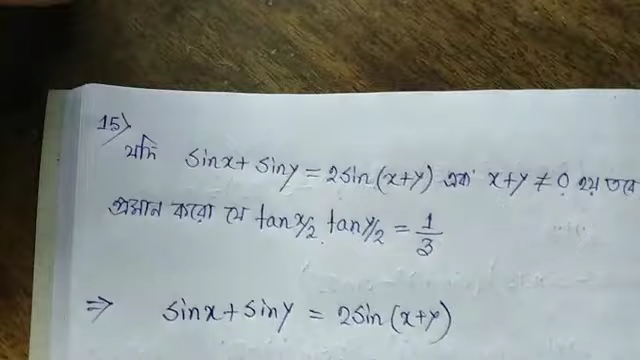 15)
যদি sinx + siny = 2sin(x+y) এবং x+y ≠ 0 হয় তবে
প্রমান করো যে tan x/2 tan y/2 = 1/3
⇒ sinx + siny = 2sin(x+y)